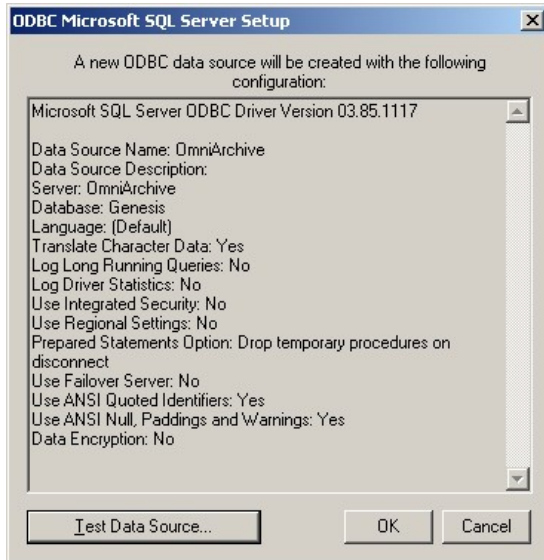 ODBC Microsoft SQL Server Setup
A new ODBC data source will be created with the following
configuration:
Microsoft SQL Server ODBC Driver Version 03.85.1117
Data Source Name: OmniArchive
Data Source Description:
Server: OmniArchive
Database: Genesis
Language: (Default)
Translate Character Data: Yes
Log Long Running Queries: No
Log Driver Statistics: No
Use Integrated Security: No
Use Regional Settings: No
Prepared Statements Option: Drop temporary procedures on
disconnect
Use Failover Server: No
Use ANSI Quoted Identifiers: Yes
Use ANSI Null, Paddings and Warnings: Yes
Data Encryption: No
Test Data Source... OK Cancel